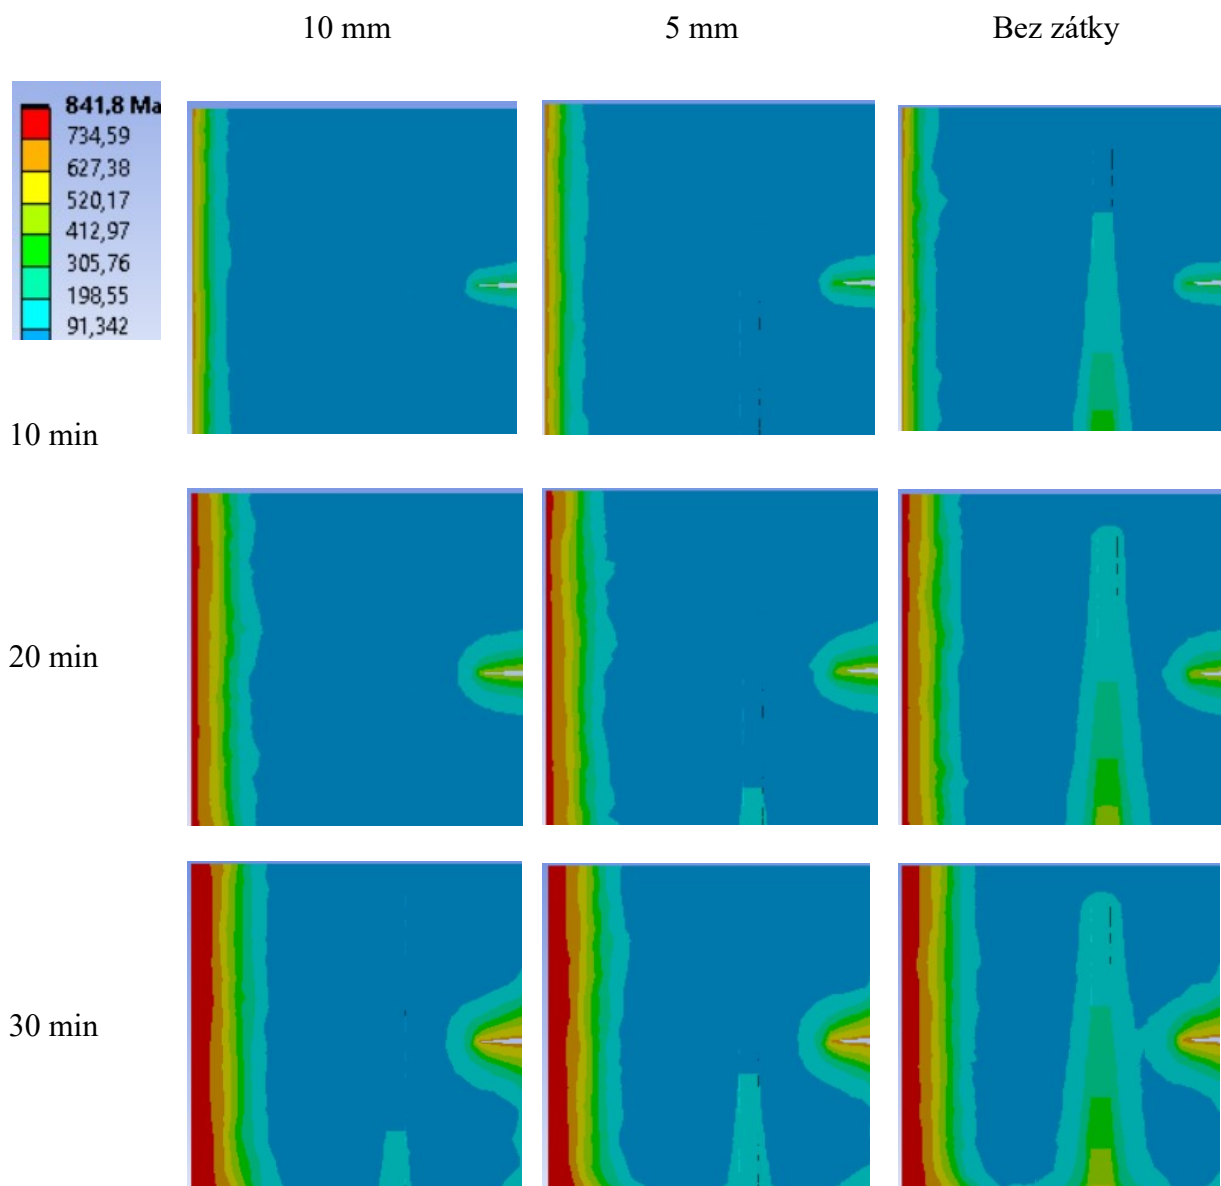 10 mm
5 mm
Bez zátky
841,8 Ma
734,59
627,38
520,17
412,97
305,76
198,55
91,342
10 min
20 min
30 min